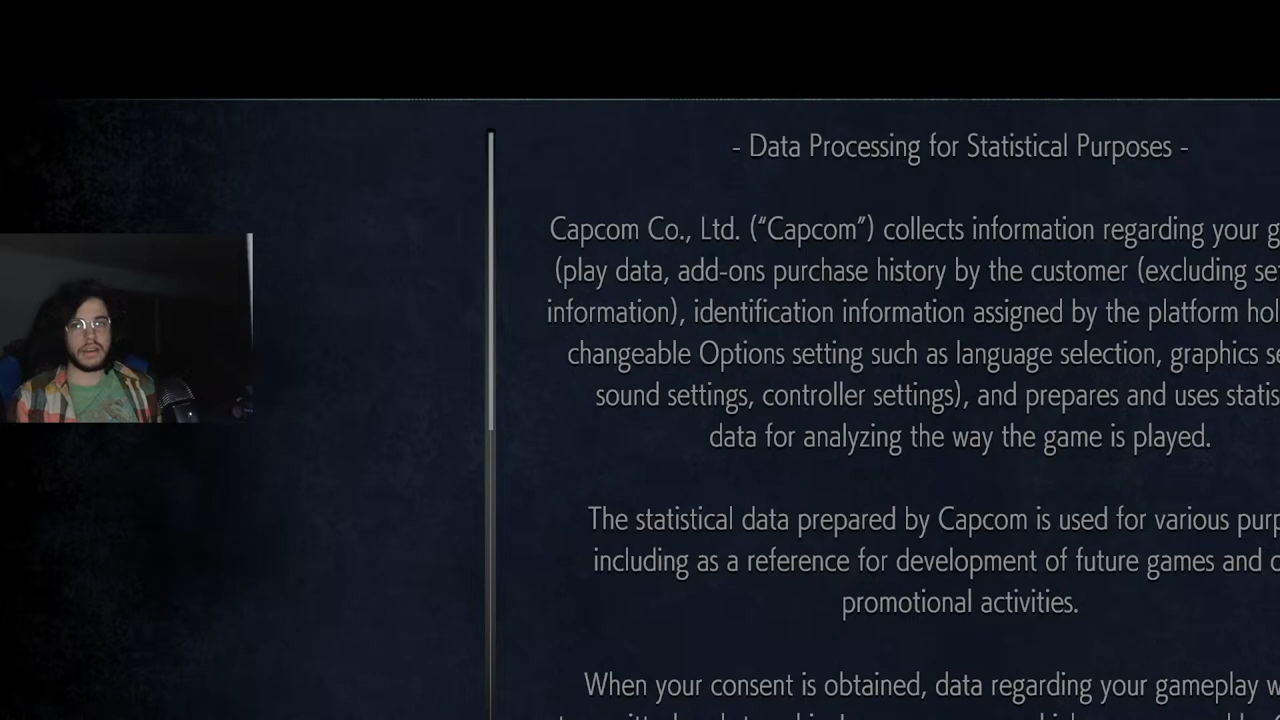 - Data Processing for Statistical Purposes -
Capcom Co., Ltd. (“Capcom”) collects information regarding your
(play data, add-ons purchase history by the customer (excluding
information), identification information assigned by the platform
changeable Options setting such as language selection, graphics
sound settings, controller settings), and prepares and uses
data for analyzing the way the game is played.
The statistical data prepared by Capcom is used for various
including as a reference for development of future games and
promotional activities.
When your consent is obtained, data regarding your gameplay